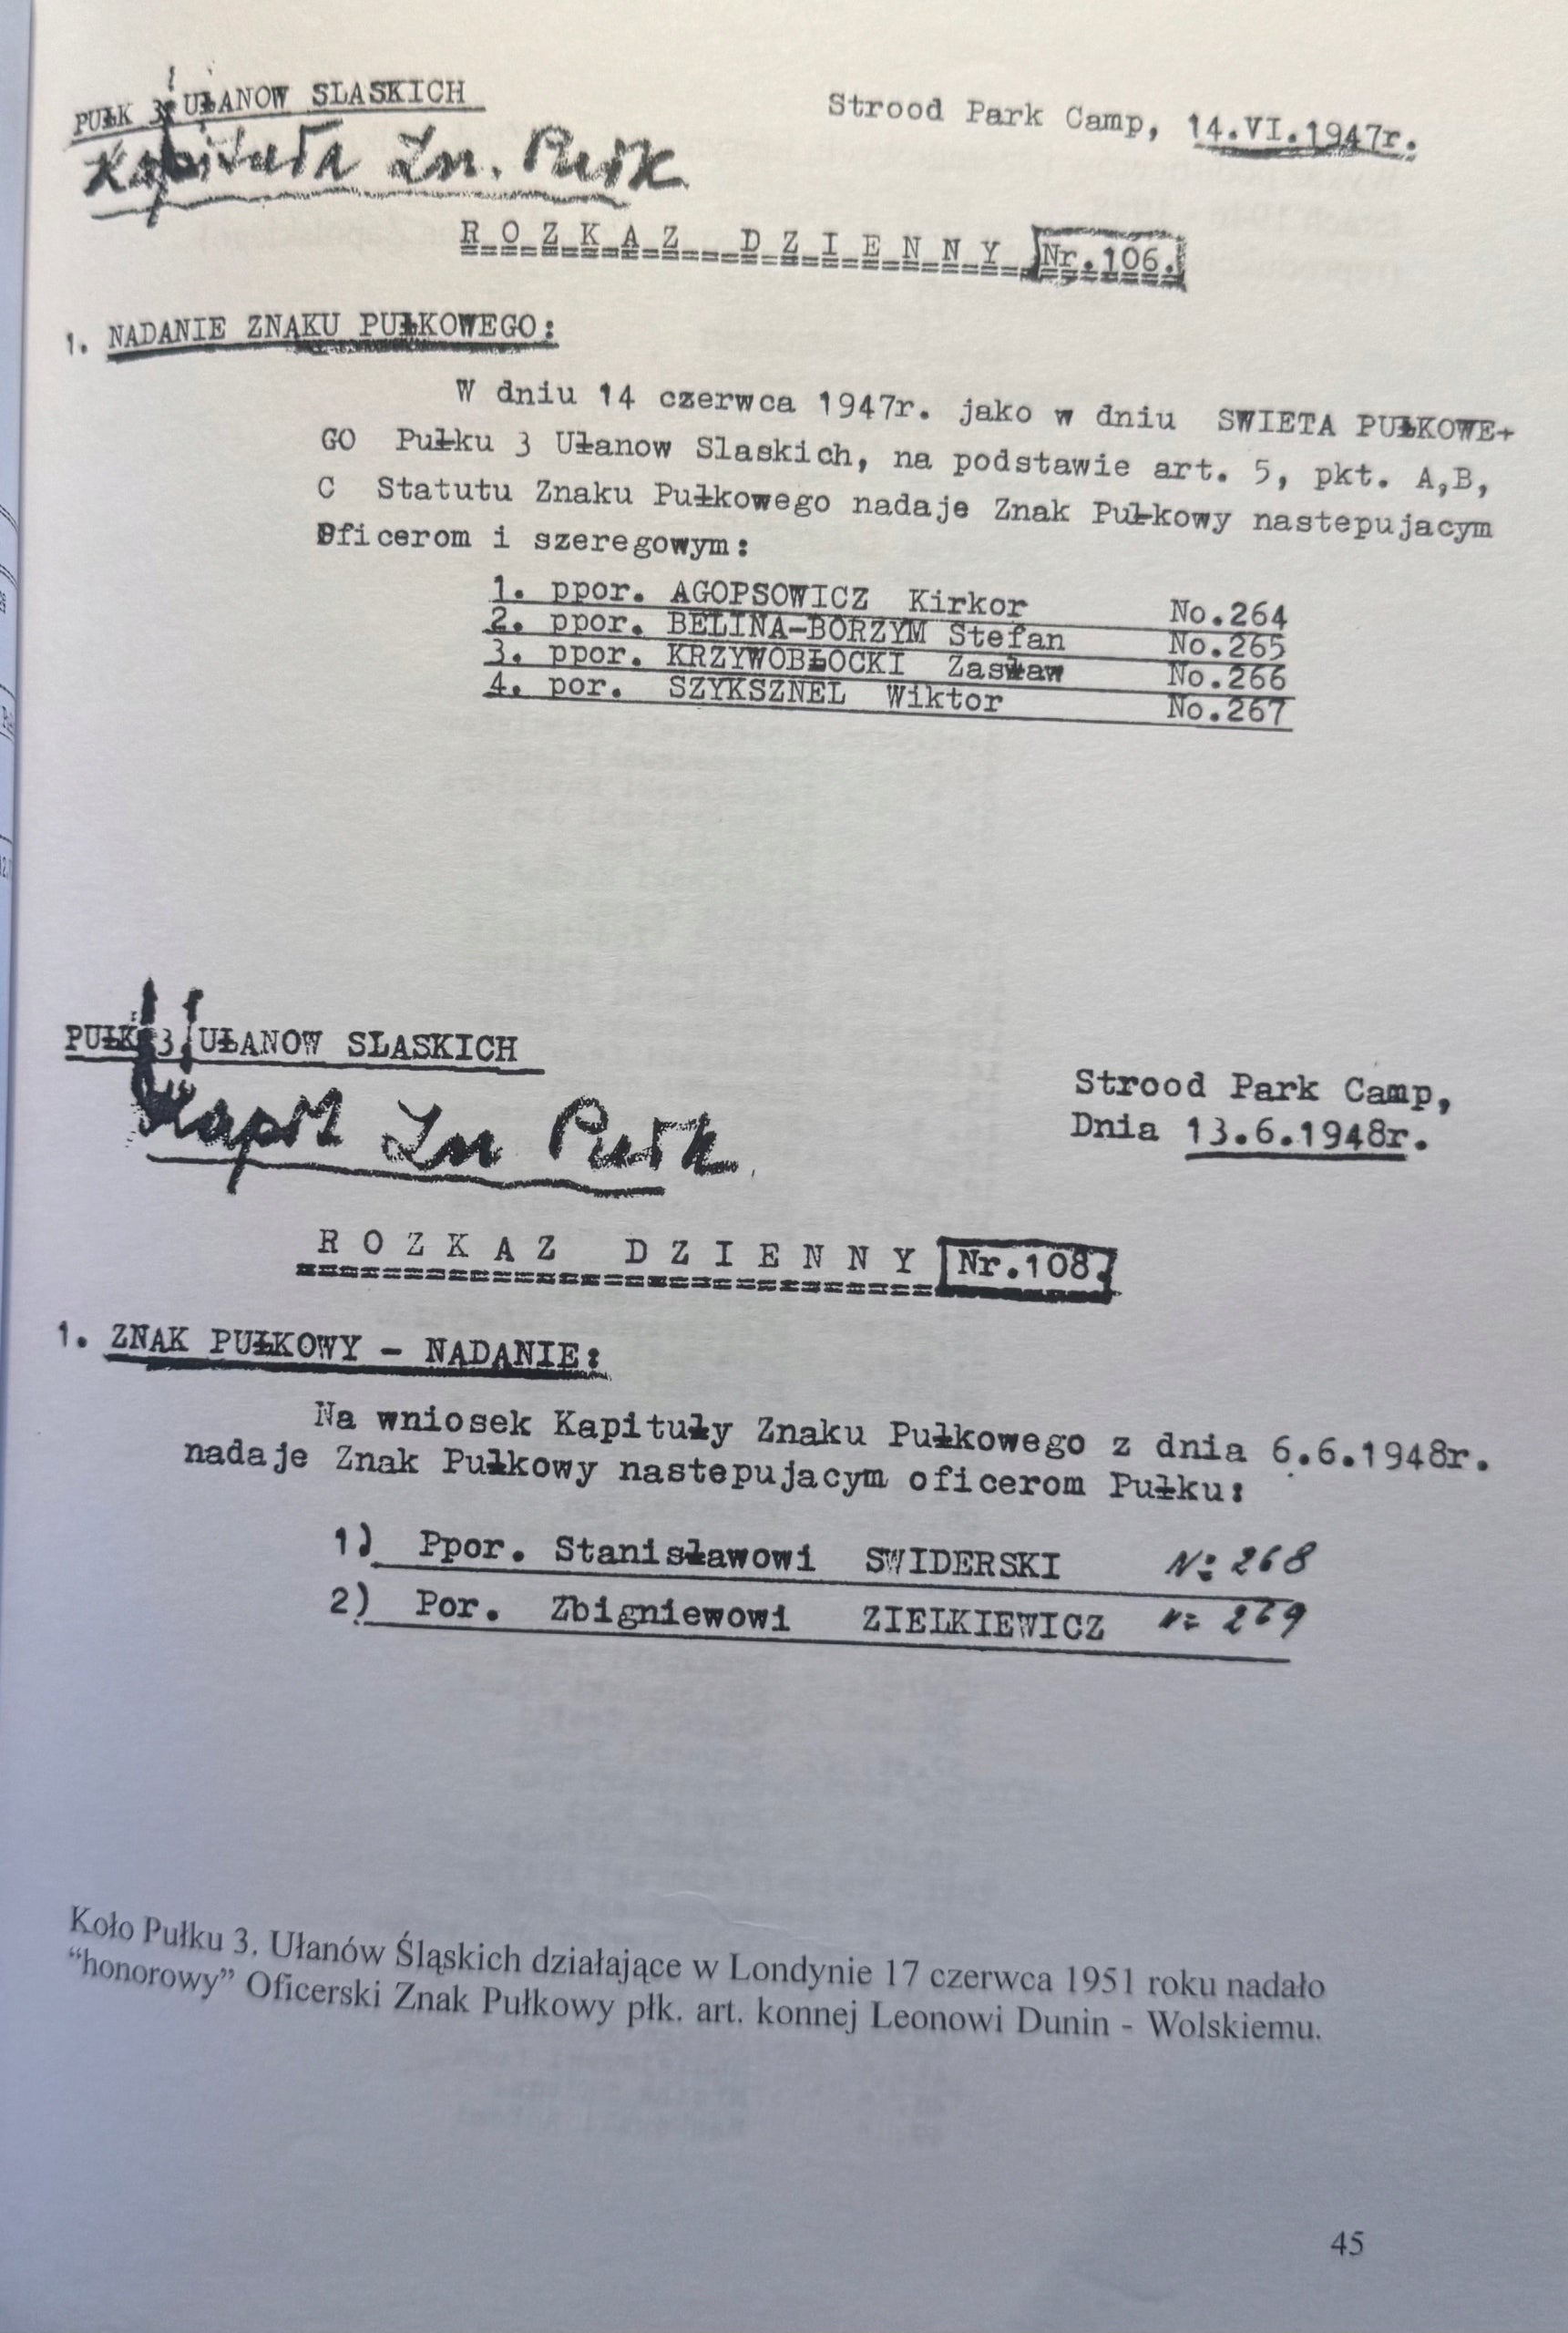 PUŁK 3 UŁANOW SLASKICH
Strood Park Camp, 14.VI.1947r.
Kapituła Zn. Pułk
ROZKAZ DZIENNY Nr.106.
1. NADANIE ZNAKU PUŁKOWEGO:
W dniu 14 czerwca 1947r. jako w dniu SWIETA PUŁKOWE+
GO Pułku 3 Ułanow Slaskich, na podstawie art. 5, pkt. A,B,
C Statutu Znaku Pułkowego nadaje Znak Pułkowy nastepujacym
Oficerom i szeregowym:
1. ppor. AGOPSOWICZ Kirkor No.264
2. ppor. BELINA-BORZYM Stefan No.265
3. ppor. KRZYWOBŁOCKI Zasław No.266
4. por. SZYKSZNEL Wiktor No.267
PUŁK 3 UŁANOW SLASKICH
Kapit Zn Pułk
Strood Park Camp,
Dnia 13.6.1948r.
ROZKAZ DZIENNY Nr.108.
1. ZNAK PUŁKOWY - NADANIE:
Na wniosek Kapituły Znaku Pułkowego z dnia 6.6.1948r.
nadaje Znak Pułkowy nastepujacym oficerom Pułku:
1) Ppor. Stanisławowi SWIDERSKI N: 268
2) Por. Zbigniewowi ZIELKIEWICZ N: 269
Koło Pułku 3. Ułanów Śląskich działające w Londynie 17 czerwca 1951 roku nadało
“honorowy” Oficerski Znak Pułkowy płk. art. konnej Leonowi Dunin - Wolskiemu.
45